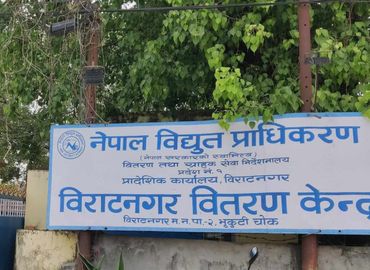 नेपाल विद्युत प्राधिकरण
(नेपाल सरकारको स्वामित्व)
वितरण तथा ग्राहक सेवा निर्देशनालय
प्रदेश नं. १
प्रादेशिक कार्यालय, विराटनगर
विराटनगर वितरण केन्द्र
विराटनगर म.न.पा.-२, भृकुटी चोक